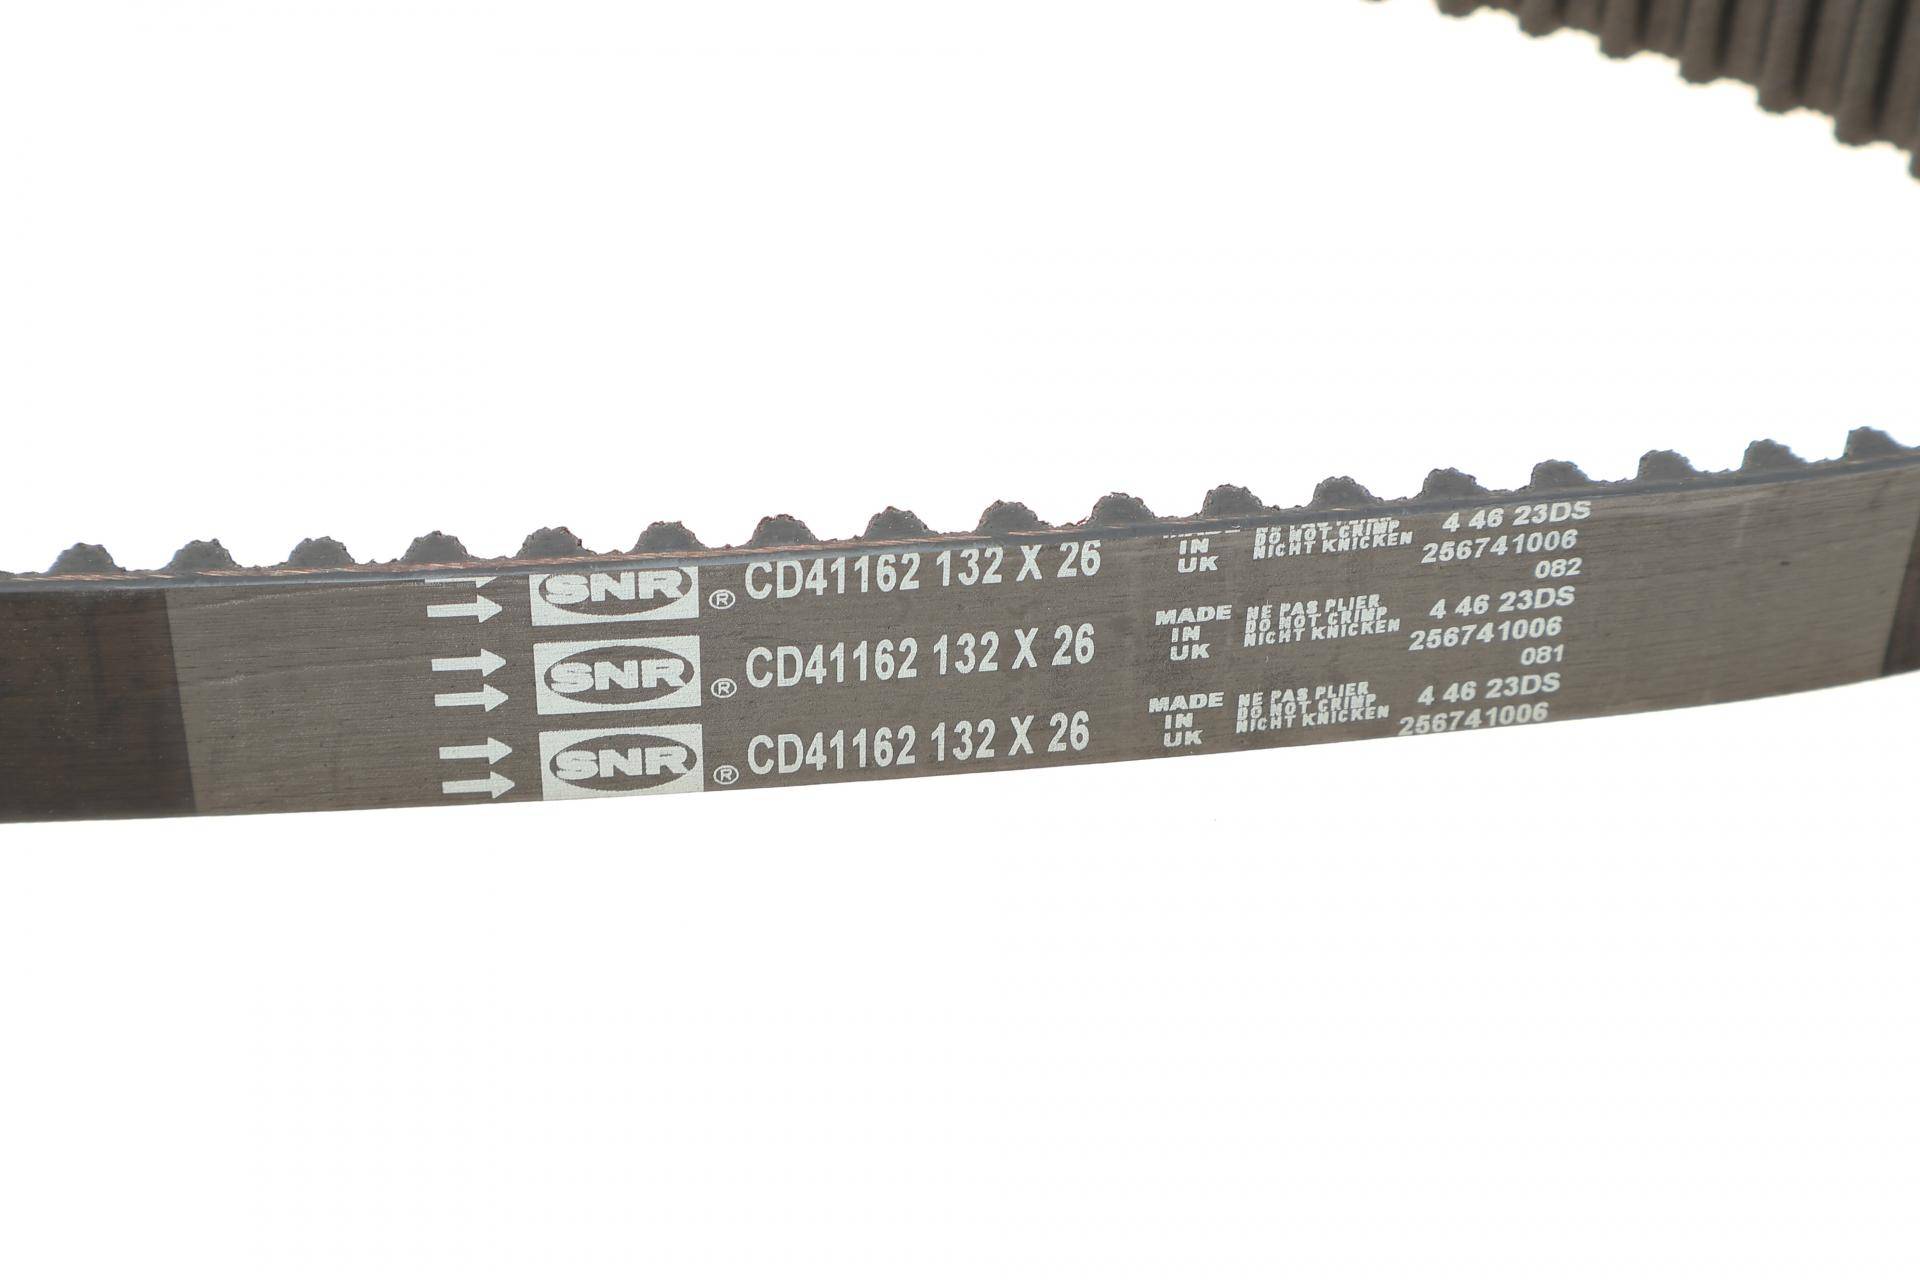 SNR ® CD41162 132 X 26 IN UK DO NOT CRIMP NICHT KNICKEN 4 46 23DS
256741006
082
SNR ® CD41162 132 X 26 MADE IN UK NE PAS PLIER DO NOT CRIMP NICHT KNICKEN 4 46 23DS
256741006
081
SNR ® CD41162 132 X 26 MADE IN UK NE PAS PLIER DO NOT CRIMP NICHT KNICKEN 4 46 23DS
256741006